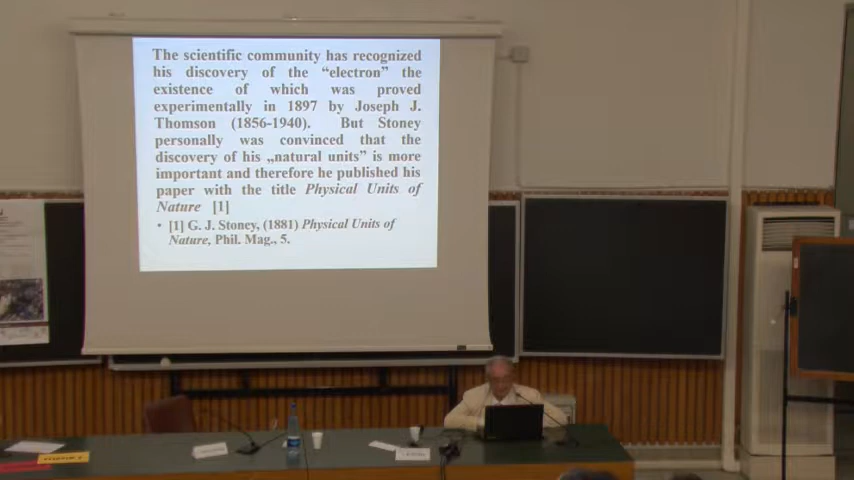 The scientific community has recognized
his discovery of the “electron” the
existence of which was proved
experimentally in 1897 by Joseph J.
Thomson (1856-1940). But Stoney
personally was convinced that the
discovery of his „natural units” is more
important and therefore he published his
paper with the title Physical Units of
Nature [1]
• [1] G. J. Stoney, (1881) Physical Units of
Nature, Phil. Mag., 5.